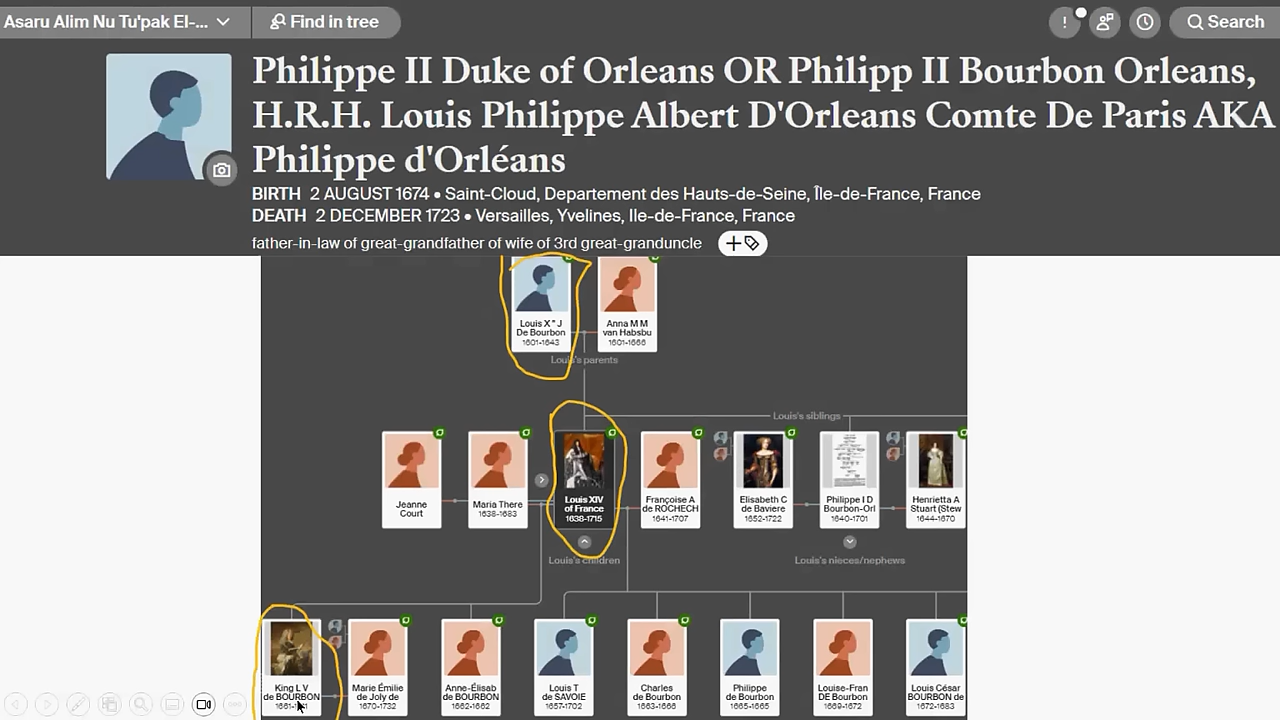 Asaru Alim Nu Tu'pak El-...
Find in tree
!
Search
Philippe II Duke of Orleans OR Philipp II Bourbon Orleans,
H.R.H. Louis Philippe Albert D'Orleans Comte De Paris AKA
Philippe d'Orléans
BIRTH 2 AUGUST 1674 • Saint-Cloud, Departement des Hauts-de-Seine, Île-de-France, France
DEATH 2 DECEMBER 1723 • Versailles, Yvelines, Ile-de-France, France
father-in-law of great-grandfather of wife of 3rd great-granduncle
Louis X " J
De Bourbon
1601-1643
Anna M M
van Habsbu
1601-1666
Louis's parents
Louis's siblings
Jeanne
Court
Maria There
1638-1683
Louis XIV
of France
1638-1715
Françoise A
de ROCHECH
1641-1707
Elisabeth C
de Baviere
1652-1722
Philippe I D
Bourbon-Orl
1640-1701
Henrietta A
Stuart (Stew
1644-1670
Louis's children
Louis's nieces/nephews
King L V
de BOURBON
Marie Émilie
de Joly de
1670-1732
Anne-Élisab
de BOURBON
1662-1662
Louis T
de SAVOIE
1657-1702
Charles
de Bourbon
1663-1666
Philippe
de Bourbon
1665-1665
Louise-Fran
DE Bourbon
1669-1672
Louis César
BOURBON de
1672-1683